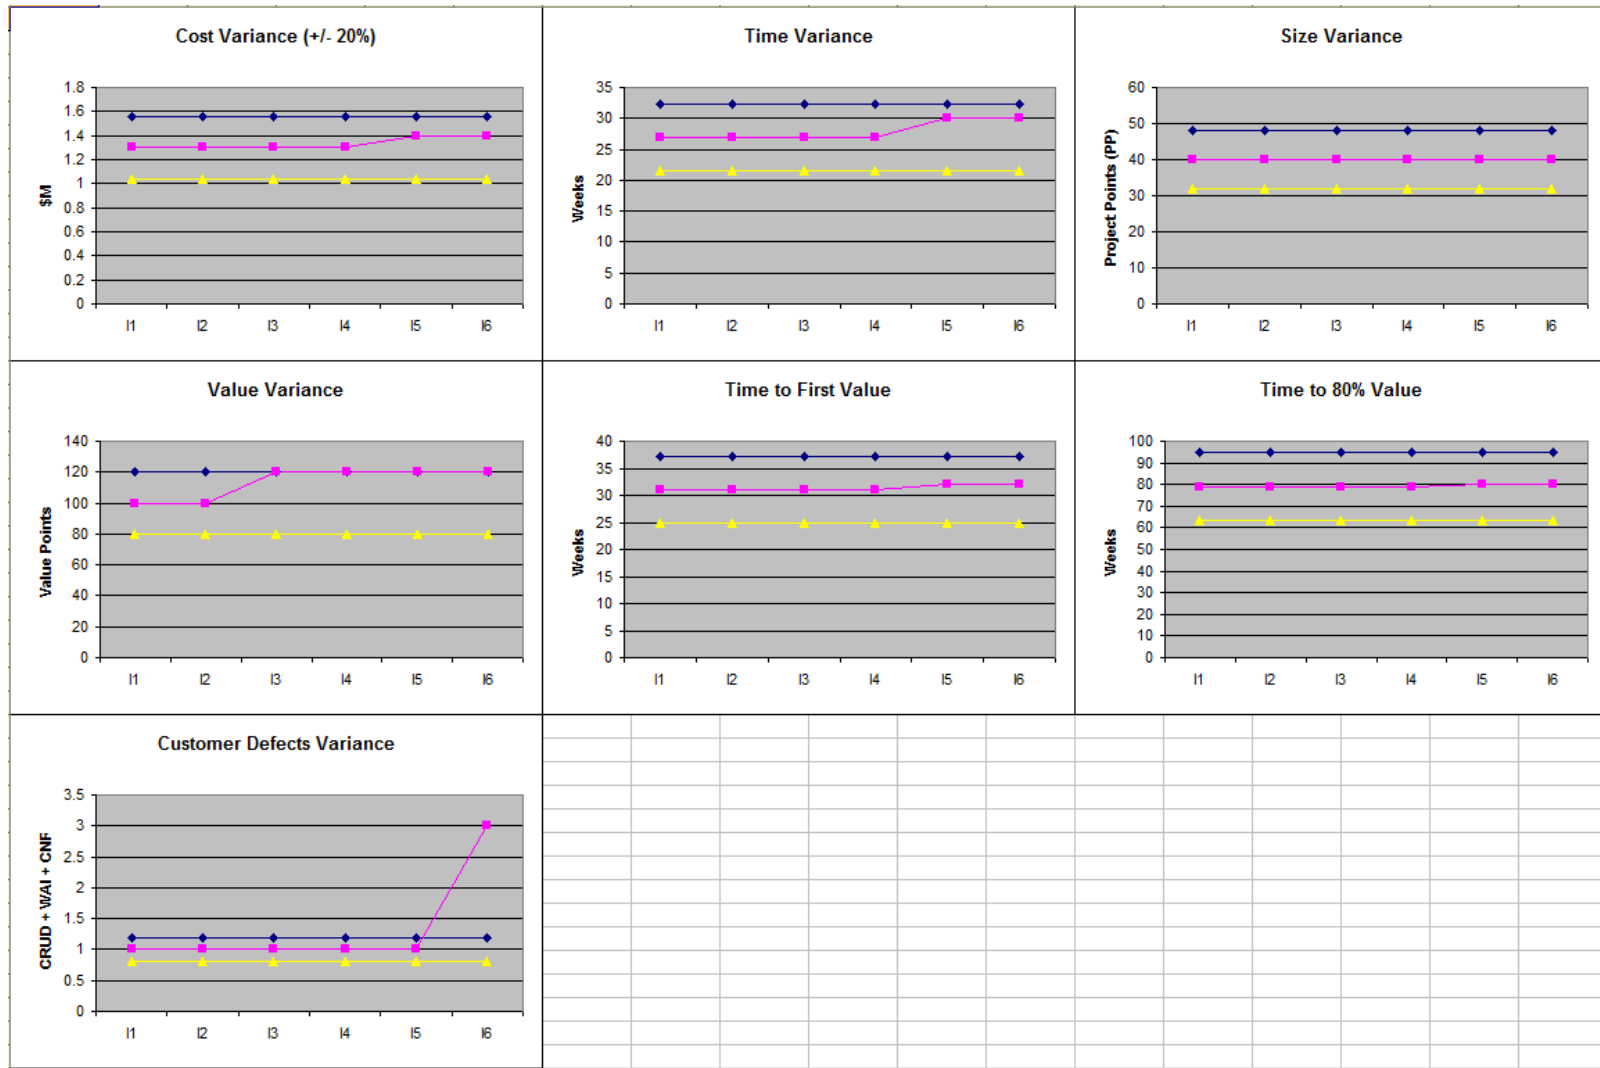 Cost Variance (+/- 20%)
$M
1.8
1.6
1.4
1.2
1
0.8
0.6
0.4
0.2
0
I1 I2 I3 I4 I5 I6
Time Variance
Weeks
35
30
25
20
15
10
5
0
I1 I2 I3 I4 I5 I6
Size Variance
Project Points (PP)
60
50
40
30
20
10
0
I1 I2 I3 I4 I5 I6
Value Variance
Value Points
140
120
100
80
60
40
20
0
I1 I2 I3 I4 I5 I6
Time to First Value
Weeks
40
35
30
25
20
15
10
5
0
I1 I2 I3 I4 I5 I6
Time to 80% Value
Weeks
100
90
80
70
60
50
40
30
20
10
0
I1 I2 I3 I4 I5 I6
Customer Defects Variance
CRUD + WAI + CNF
3.5
3
2.5
2
1.5
1
0.5
0
I1 I2 I3 I4 I5 I6